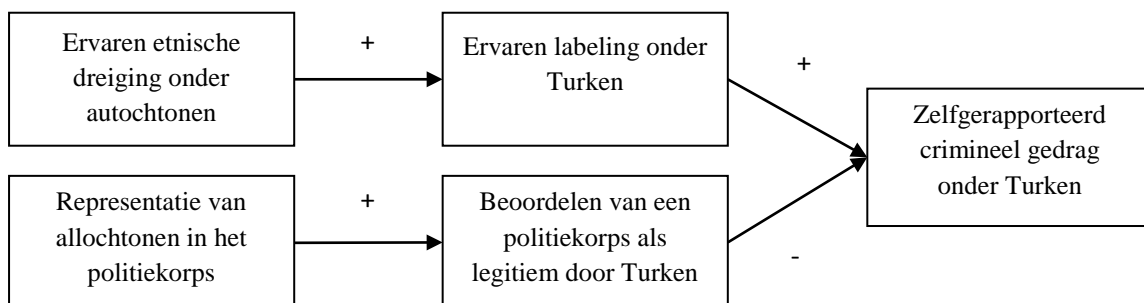 Ervaren etnische
dreiging onder
autochtonen
+
Ervaren labeling onder
Turken
+
Zelfgerapporteerd
crimineel gedrag
onder Turken
Representatie van
allochtonen in het
politiekorps
+
Beoordelen van een
politiekorps als
legitiem door Turken
-